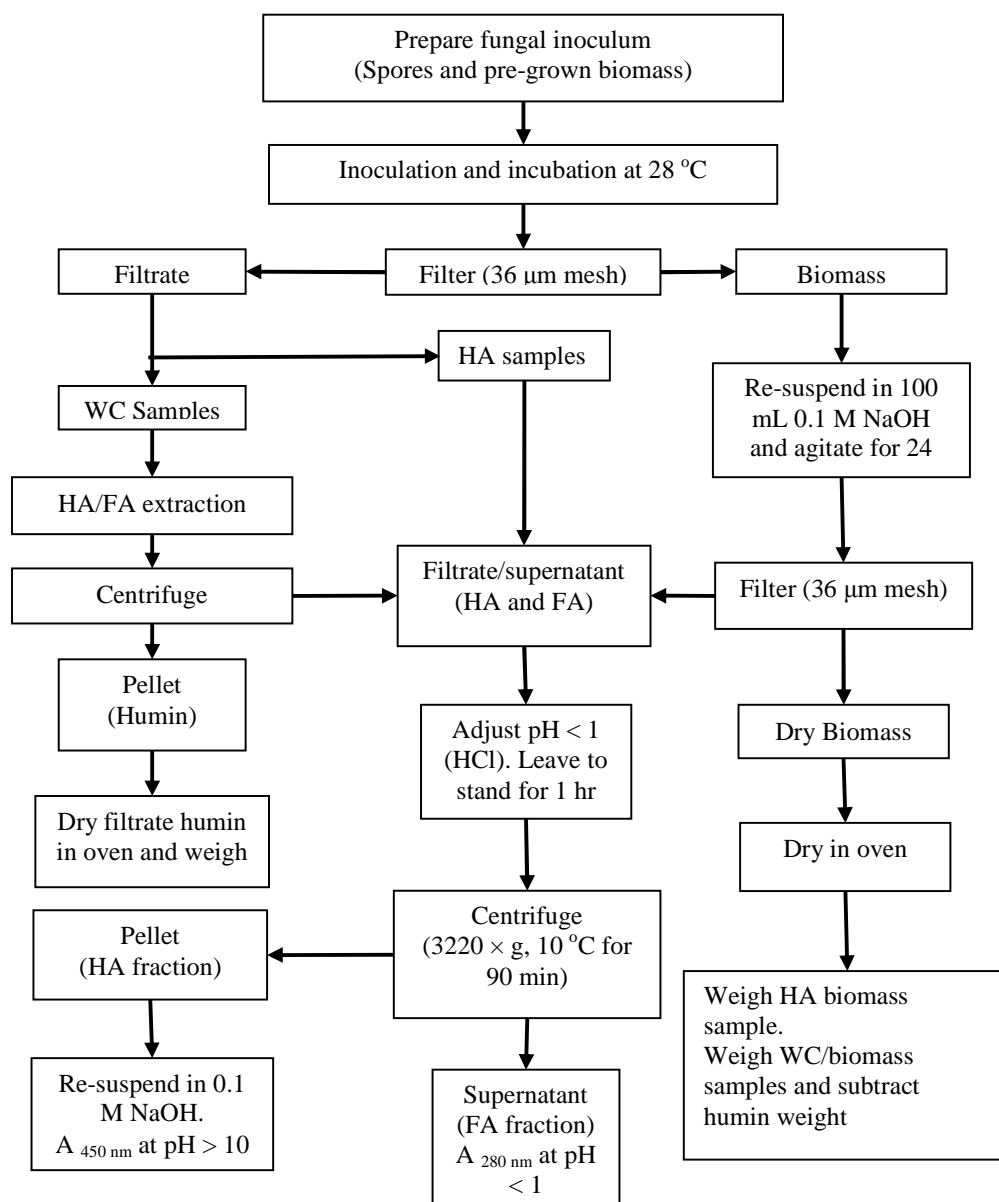 Prepare fungal inoculum
(Spores and pre-grown biomass)
Inoculation and incubation at 28 °C
Filtrate
Filter (36 μm mesh)
Biomass
HA samples
WC Samples
Re-suspend in 100
mL 0.1 M NaOH
and agitate for 24
HA/FA extraction
Centrifuge
Filtrate/supernatant
(HA and FA)
Filter (36 μm mesh)
Pellet
(Humin)
Adjust pH < 1
(HCl). Leave to
stand for 1 hr
Dry Biomass
Dry filtrate humin
in oven and weigh
Dry in oven
Pellet
(HA fraction)
Centrifuge
(3220 × g, 10 °C for
90 min)
Weigh HA biomass
sample.
Weigh WC/biomass
samples and subtract
humin weight
Re-suspend in 0.1
M NaOH.
A 450 nm at pH > 10
Supernatant
(FA fraction)
A 280 nm at pH
< 1